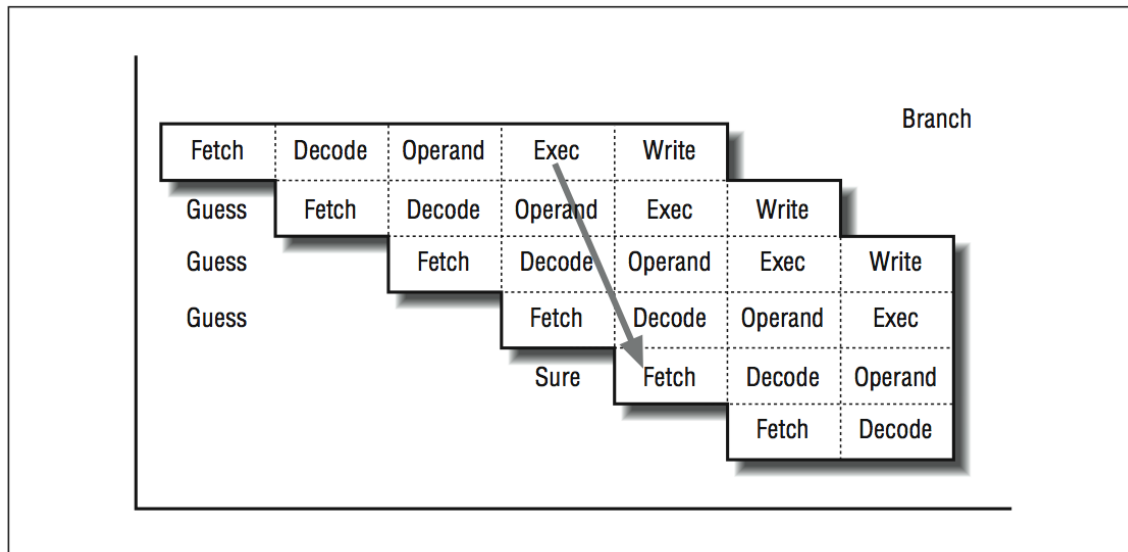 Branch
Fetch Decode Operand Exec Write
Guess Fetch Decode Operand Exec Write
Guess Fetch Decode Operand Exec Write
Guess Fetch Decode Operand Exec
Sure Fetch Decode Operand
Fetch Decode